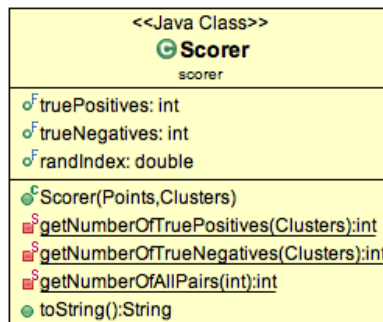 <<Java Class>>
Scorer
scorer
truePositives: int
trueNegatives: int
randIndex: double
Scorer(Points,Clusters)
getNumberOfTruePositives(Clusters):int
getNumberOfTrueNegatives(Clusters):int
getNumberOfAllPairs(int):int
toString():String